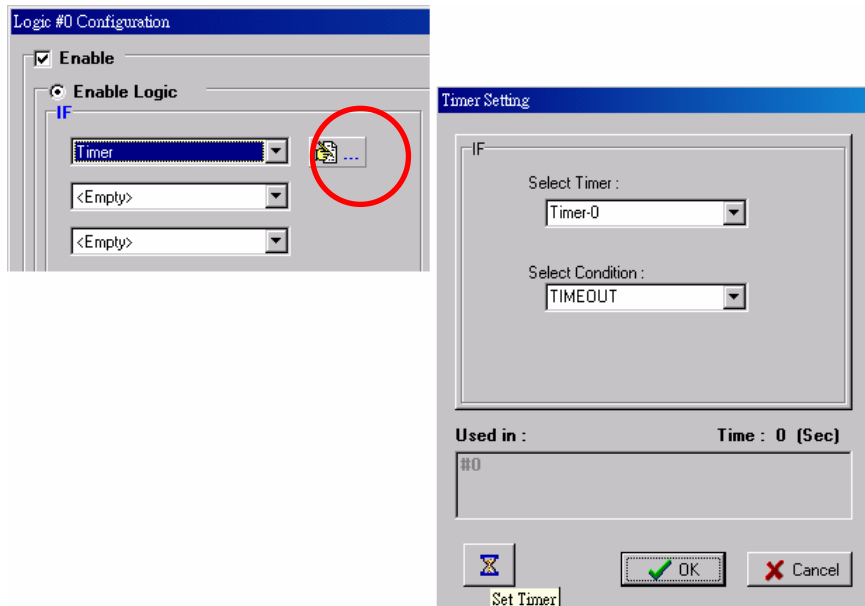 Logic #0 Configuration
Enable
Enable Logic
IF
Timer
...
<Empty>
<Empty>
Timer Setting
IF
Select Timer :
Timer-0
Select Condition :
TIMEOUT
Used in :
Time : 0 (Sec)
#0
OK
Cancel
Set Timer